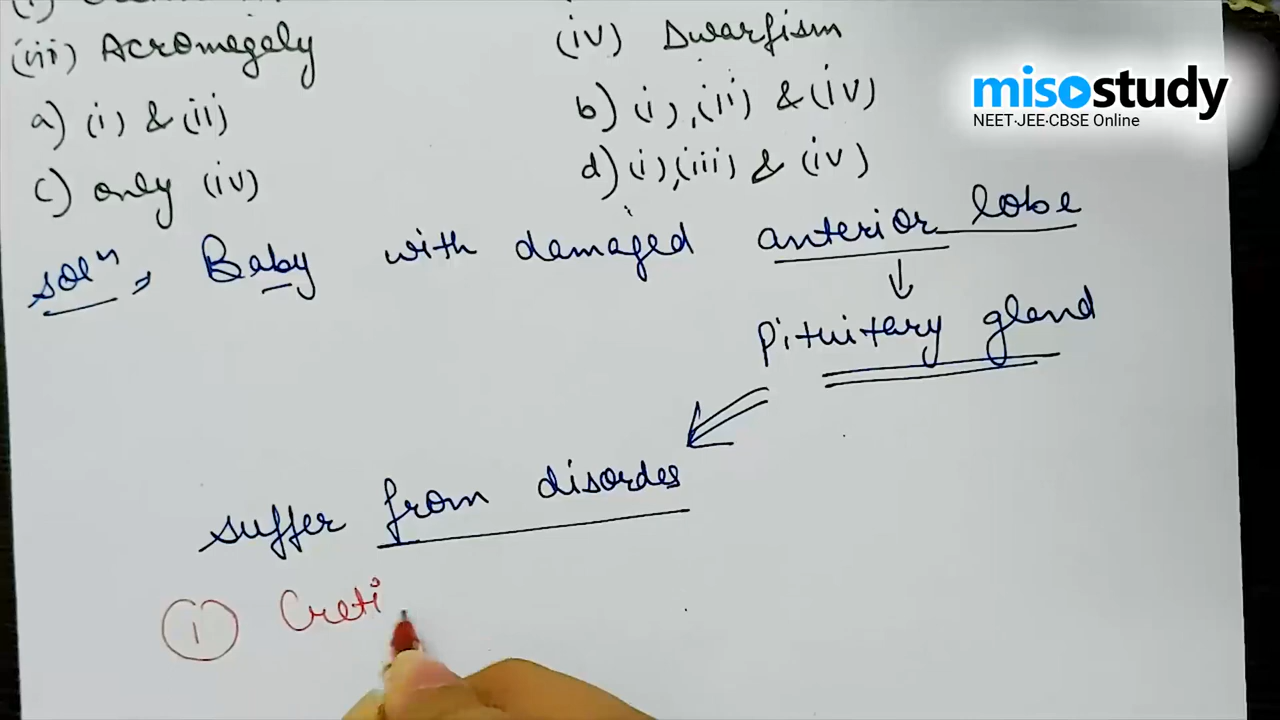 (iii) Acromegaly (iv) Dwarfism
a) (i) & (ii) b) (i), (ii) & (iv)
c) only (iv) d) (i), (iii) & (iv)
misostudy
NEET·JEE·CBSE Online
solⁿ, Baby with damaged anterior lobe
↓
Pituitary gland
suffer from disordes
(i) Creti